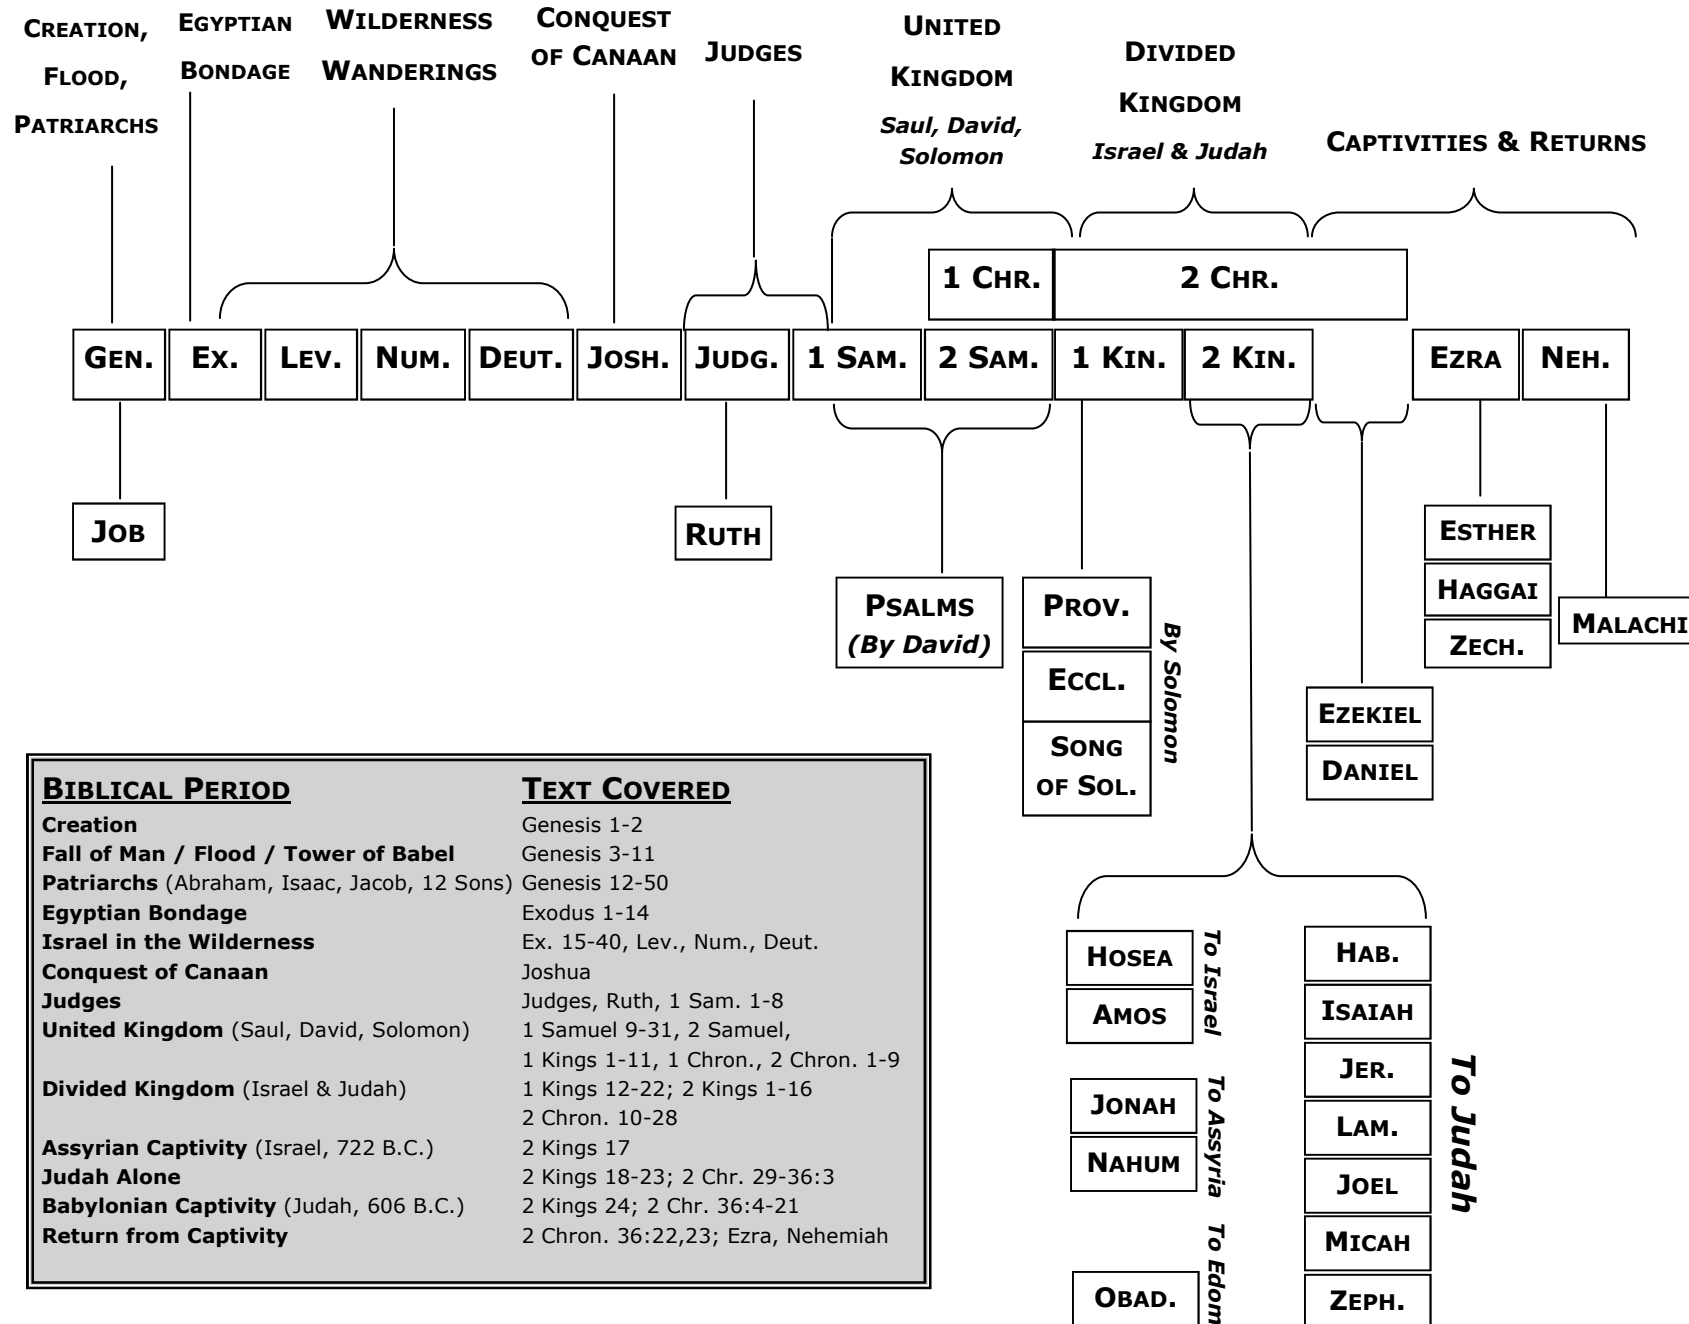 CREATION,
FLOOD,
PATRIARCHS
EGYPTIAN
BONDAGE
WILDERNESS
WANDERINGS
CONQUEST
OF CANAAN
JUDGES
UNITED
KINGDOM
Saul, David,
Solomon
DIVIDED
KINGDOM
Israel & Judah
CAPTIVITIES & RETURNS
1 CHR.
2 CHR.
GEN.
EX.
LEV.
NUM.
DEUT.
JOSH.
JUDG.
1 SAM.
2 SAM.
1 KIN.
2 KIN.
EZRA
NEH.
JOB
RUTH
PSALMS
(By David)
PROV.
ECCL.
SONG
OF SOL.
By Solomon
EZEKIEL
DANIEL
ESTHER
HAGGAI
ZECH.
MALACHI
HOSEA
AMOS
To Israel
JONAH
NAHUM
To Assyria
OBAD.
To Edom
HAB.
ISAIAH
JER.
LAM.
JOEL
MICAH
ZEPH.
To Judah
BIBLICAL PERIOD TEXT COVERED
Creation Genesis 1-2
Fall of Man / Flood / Tower of Babel Genesis 3-11
Patriarchs (Abraham, Isaac, Jacob, 12 Sons) Genesis 12-50
Egyptian Bondage Exodus 1-14
Israel in the Wilderness Ex. 15-40, Lev., Num., Deut.
Conquest of Canaan Joshua
Judges Judges, Ruth, 1 Sam. 1-8
United Kingdom (Saul, David, Solomon) 1 Samuel 9-31, 2 Samuel,
1 Kings 1-11, 1 Chron., 2 Chron. 1-9
Divided Kingdom (Israel & Judah) 1 Kings 12-22; 2 Kings 1-16
2 Chron. 10-28
Assyrian Captivity (Israel, 722 B.C.) 2 Kings 17
Judah Alone 2 Kings 18-23; 2 Chr. 29-36:3
Babylonian Captivity (Judah, 606 B.C.) 2 Kings 24; 2 Chr. 36:4-21
Return from Captivity 2 Chron. 36:22,23; Ezra, Nehemiah